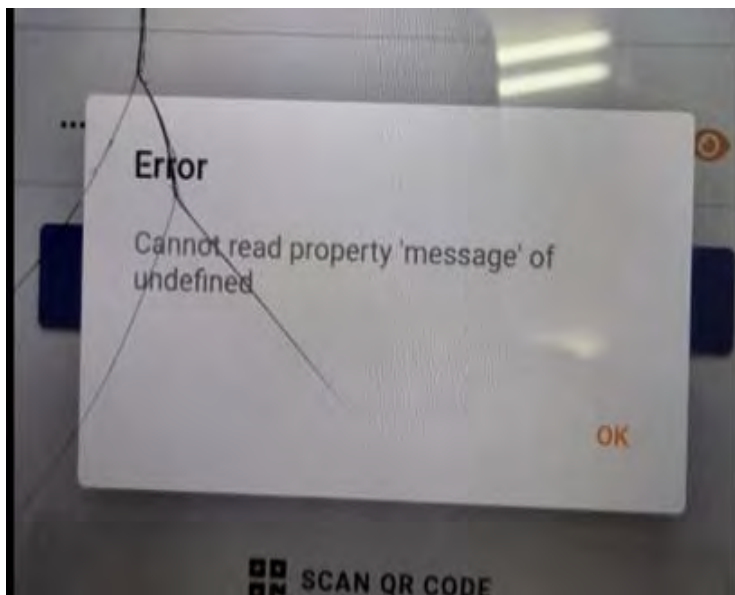 Error
Cannot read property 'message' of
undefined
OK
SCAN QR CODE